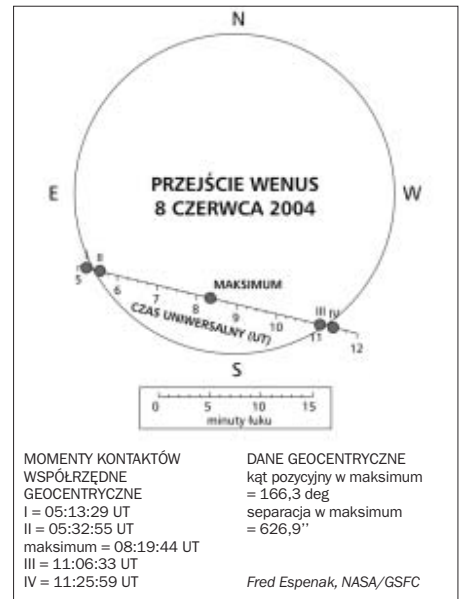 N
PRZEJŚCIE WENUS
8 CZERWCA 2004
E
W
I
II
5
6
7
8
9
10
11
12
MAKSIMUM
CZAS UNIWERSALNY (UT)
III IV
S
0 5 10 15
minuty łuku
MOMENTY KONTAKTÓW
WSPÓŁRZĘDNE
GEOCENTRYCZNE
I = 05:13:29 UT
II = 05:32:55 UT
maksimum = 08:19:44 UT
III = 11:06:33 UT
IV = 11:25:59 UT
DANE GEOCENTRYCZNE
kąt pozycyjny w maksimum
= 166,3 deg
separacja w maksimum
= 626,9’’
Fred Espenak, NASA/GSFC